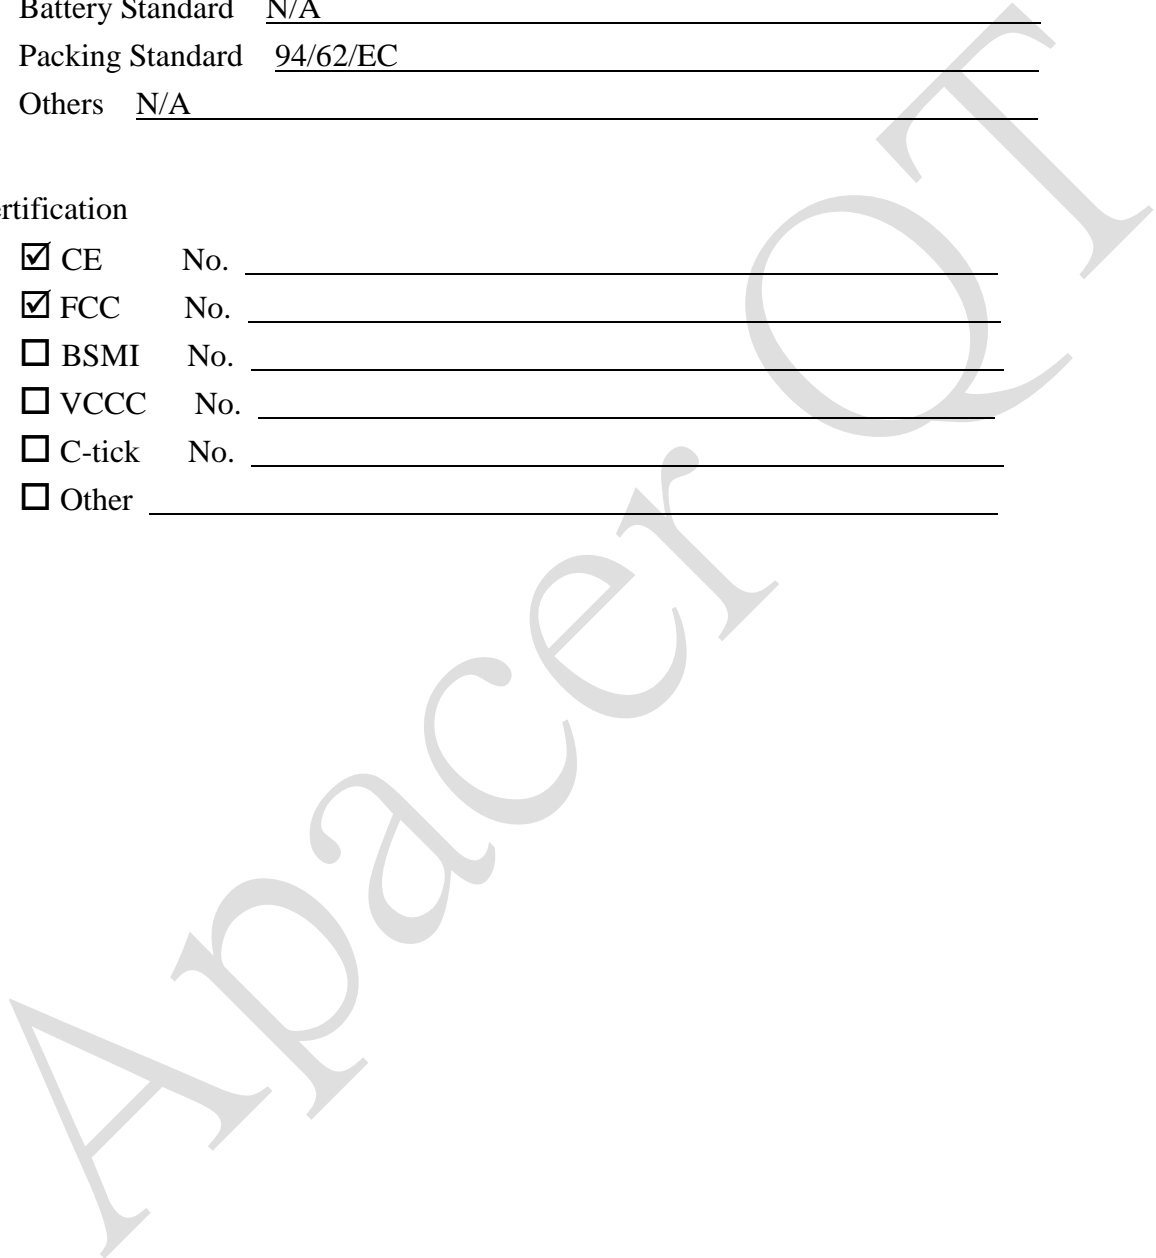 Battery Standard N/A
Packing Standard 94/62/EC
Others N/A
rtification
☑ CE No.
☑ FCC No.
☐ BSMI No.
☐ VCCC No.
☐ C-tick No.
☐ Other
Apacer QT